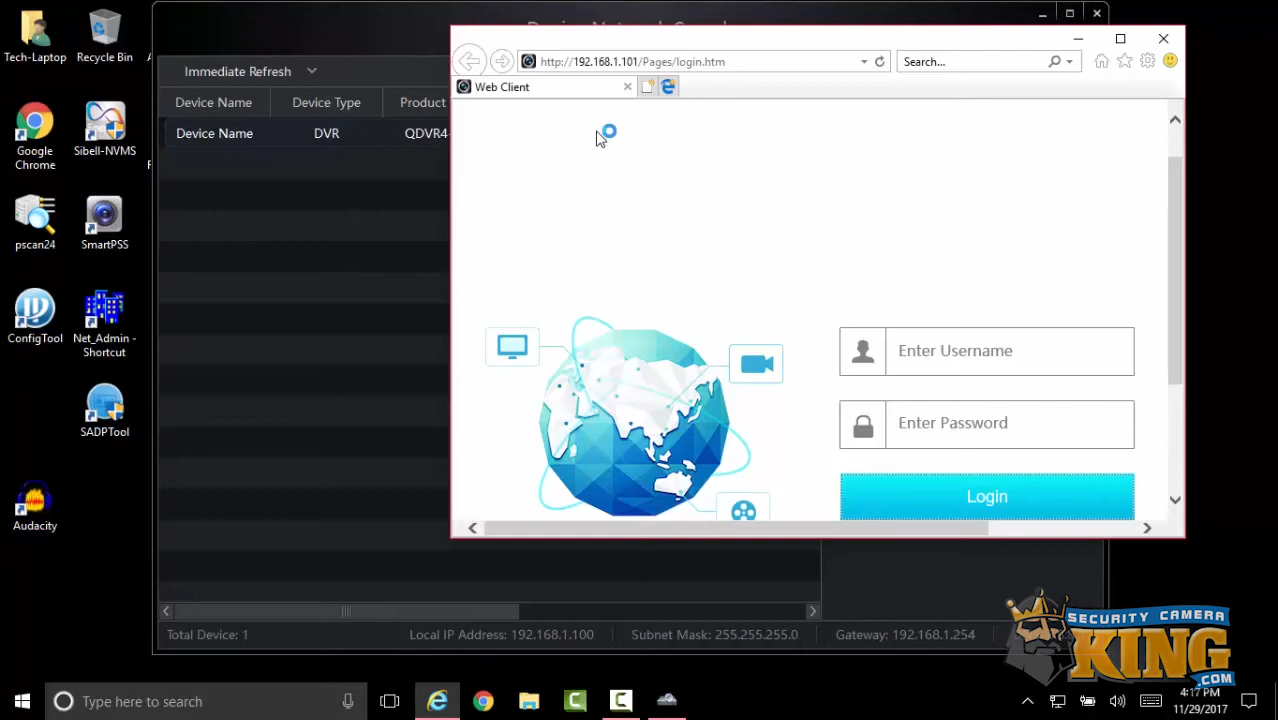 Tech-Laptop
Recycle Bin
Google
Chrome
Sibell-NVMS
pscan24
SmartPSS
ConfigTool
Net_Admin -
Shortcut
SADPTool
Audacity
Immediate Refresh
Device Name
Device Type
Product
Device Name
DVR
QDVR4-
Total Device: 1
Local IP Address: 192.168.1.100
Subnet Mask: 255.255.255.0
Gateway: 192.168.1.254
http://192.168.1.101/Pages/login.htm
Search...
Web Client
Enter Username
Enter Password
Login
SECURITY CAMERA
KING
.COM
Type here to search
4:17 PM
11/29/2017